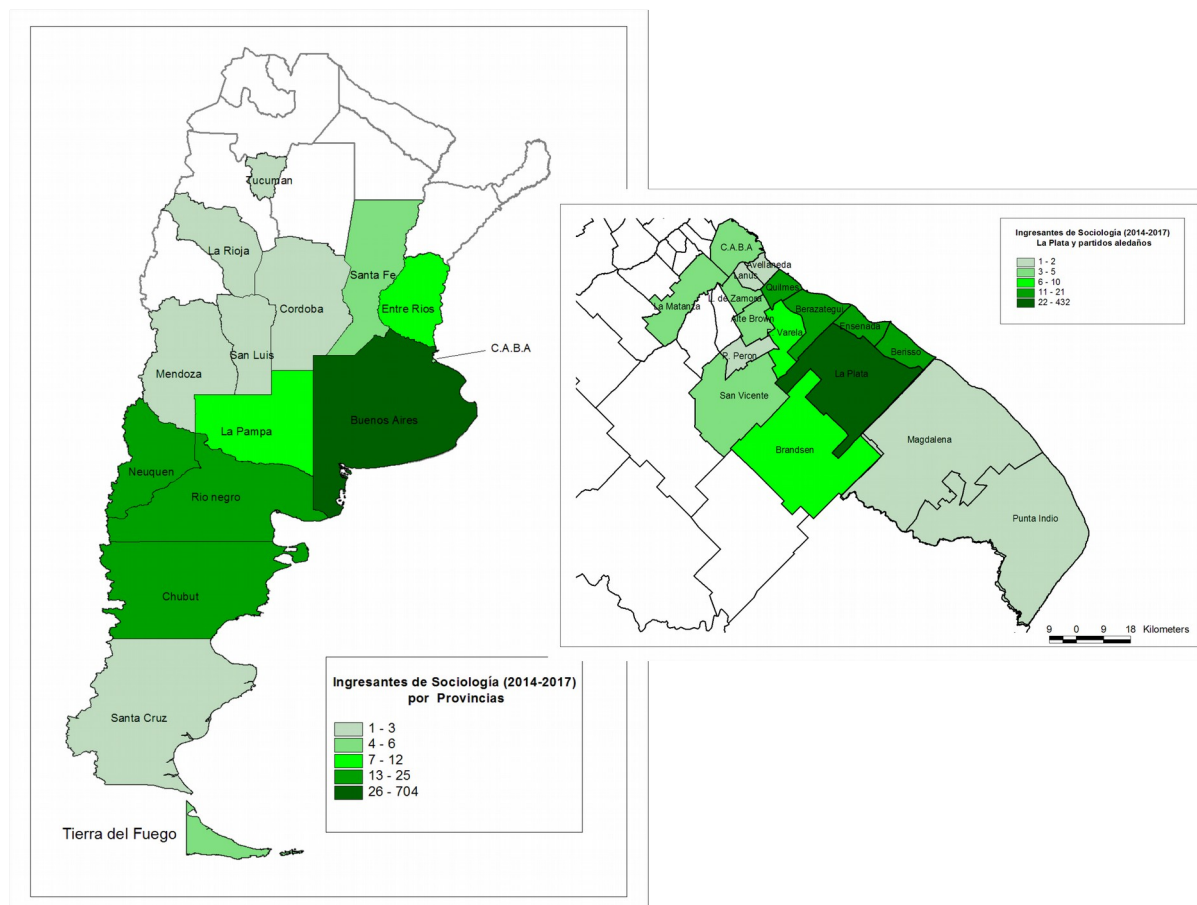 Tucuman
La Rioja
Santa Fe
Cordoba
Entre Rios
San Luis
C.A.B.A
Mendoza
Buenos Aires
La Pampa
Neuquen
Rio negro
Chubut
Santa Cruz
Tierra del Fuego
Ingresantes de Sociología (2014-2017)
por Provincias
1 - 3
4 - 6
7 - 12
13 - 25
26 - 704
Ingresantes de Sociología (2014-2017)
La Plata y partidos aledaños
1 - 2
3 - 5
6 - 10
11 - 21
22 - 432
C.A.B.A
Avellaneda
Lanus
Quilmes
L. de Zamora
La Matanza
Berazategui
Alte Brown
Ensenada
F. Varela
Berisso
P. Peron
La Plata
San Vicente
Magdalena
Brandsen
Punta Indio
9 0 9 18 Kilometers